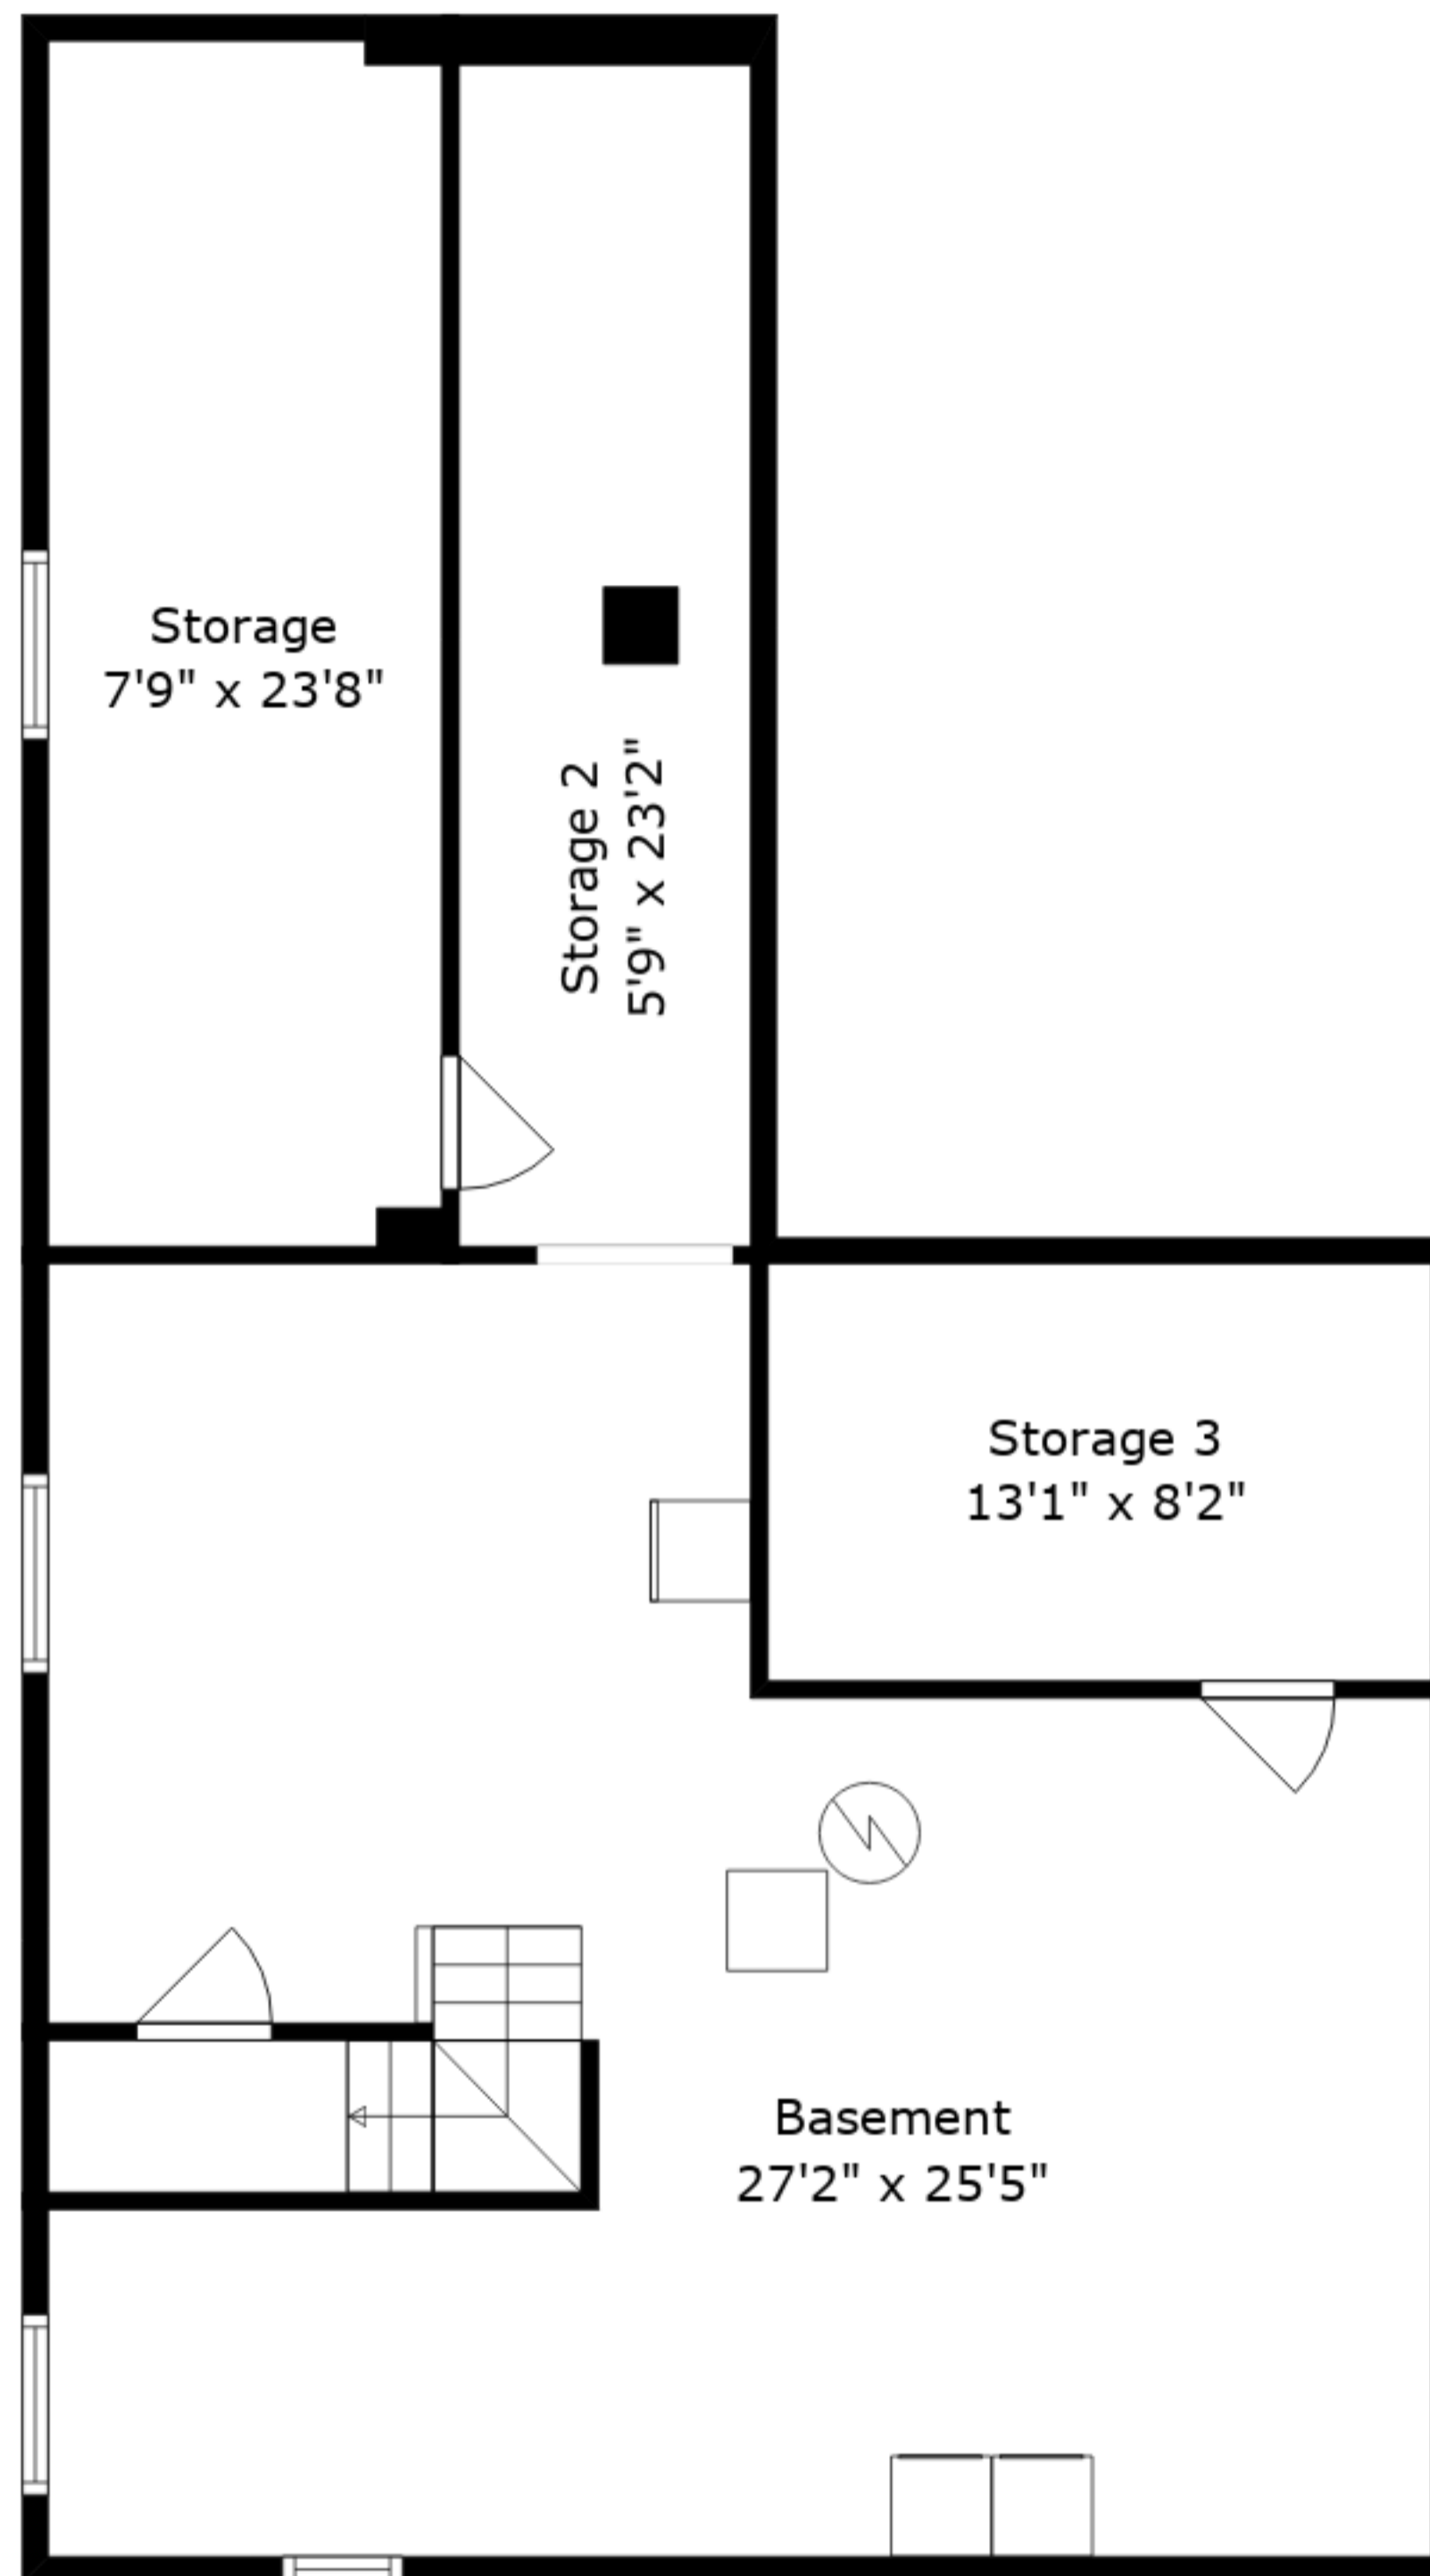 Storage
7'9" x 23'8"
Storage 2
5'9" x 23'2"
Storage 3
13'1" x 8'2"
Basement
27'2" x 25'5"